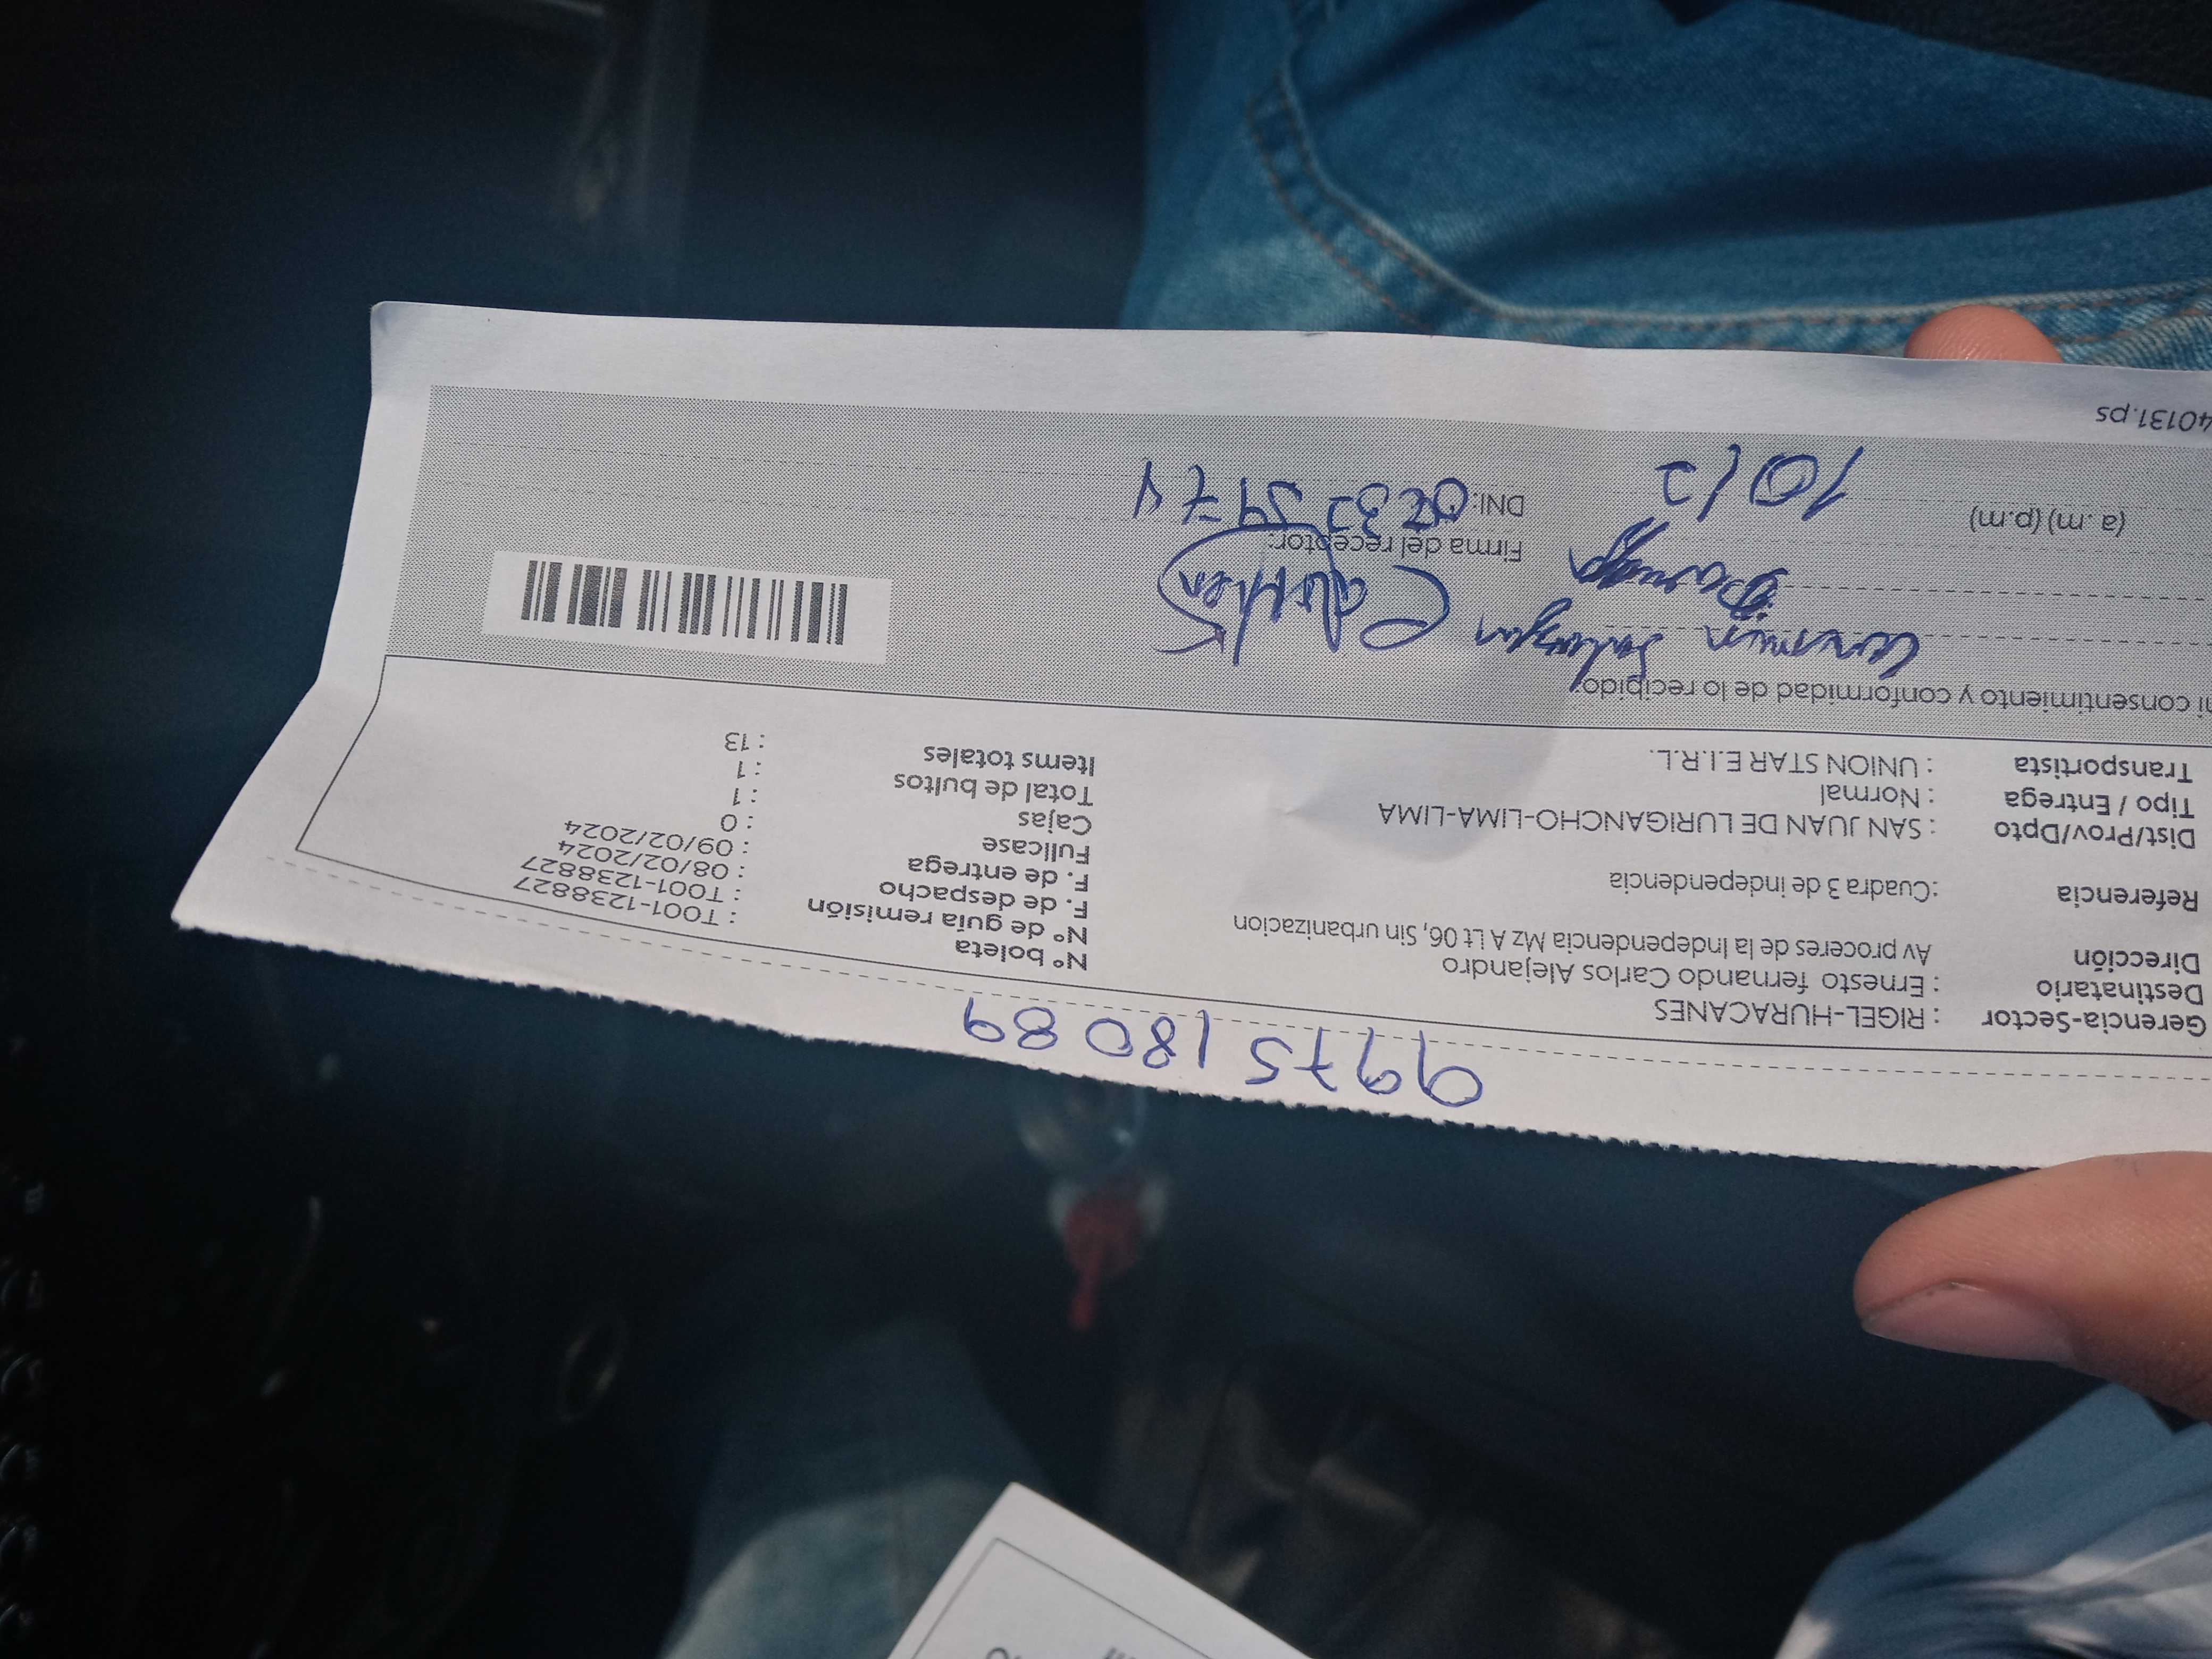 997518089
Gerencia-Sector : RIGEL-HURACANES
Destinatario : Ernesto fernando Carlos Alejandro
Dirección Av proceres de la Independencia Mz A Lt 06, Sin urbanizacion
Referencia :Cuadra 3 de independencia
Dist/Prov/Dpto : SAN JUAN DE LURIGANCHO-LIMA-LIMA
Tipo / Entrega : Normal
Transportista : UNION STAR E.I.R.L.
N° boleta : T001-1238827
N° de guía remisión : T001-1238827
F. de despacho : 08/02/2024
F. de entrega : 09/02/2024
Fullcase : 0
Cajas : 1
Total de bultos : 1
Items totales : 13
consentimiento y conformidad de lo recibido:
Carmen
Firma del receptor:
(a.m) (p.m) 10/2
DNI:
40131.ps